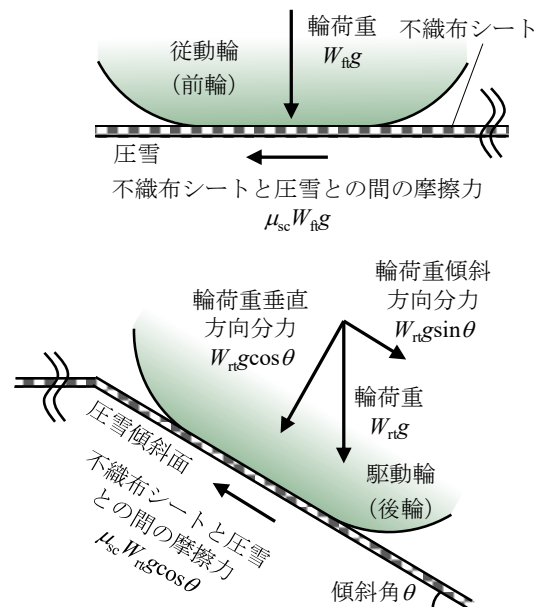 輪荷重
W_ft g
不織布シート
従動輪
(前輪)
圧雪
不織布シートと圧雪との間の摩擦力
μ_sc W_ft g
輪荷重垂直
方向分力
W_rt g cosθ
輪荷重傾斜
方向分力
W_rt g sinθ
輪荷重
W_rt g
圧雪傾斜面
不織布シートと圧雪
との間の摩擦力
μ_sc W_rt g cosθ
駆動輪
(後輪)
傾斜角θ